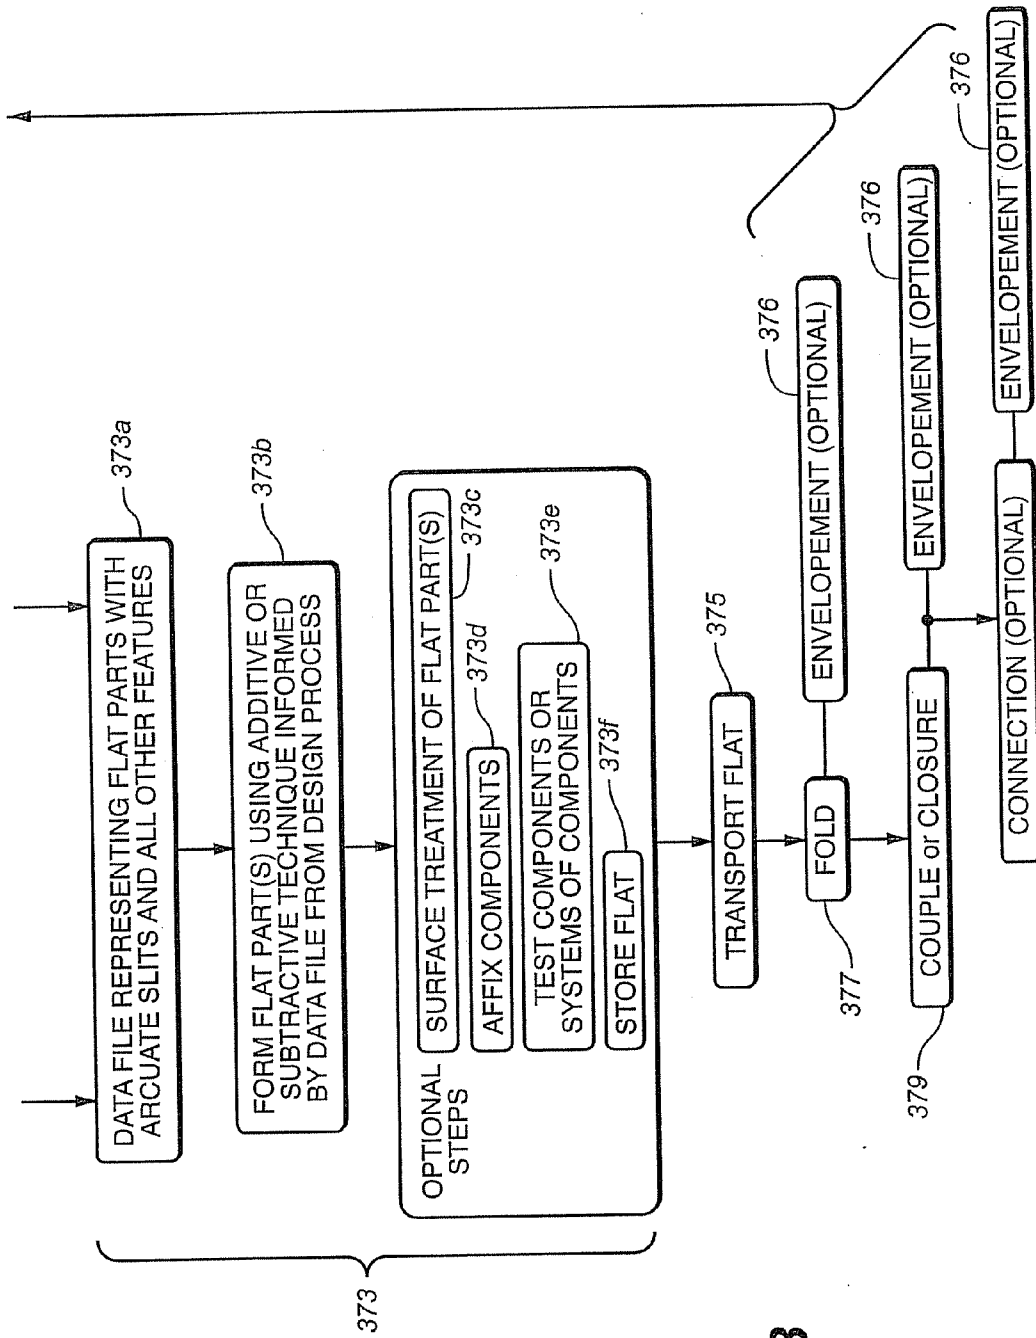 DATA FILE REPRESENTING FLAT PARTS WITH
ARCUATE SLITS AND ALL OTHER FEATURES
373a
FORM FLAT PART(S) USING ADDITIVE OR
SUBTRACTIVE TECHNIQUE INFORMED
BY DATA FILE FROM DESIGN PROCESS
373b
373
OPTIONAL
STEPS
SURFACE TREATMENT OF FLAT PART(S)
373c
AFFIX COMPONENTS
373d
TEST COMPONENTS OR
SYSTEMS OF COMPONENTS
373e
STORE FLAT
373f
TRANSPORT FLAT
375
FOLD
377
ENVELOPEMENT (OPTIONAL)
376
COUPLE or CLOSURE
379
ENVELOPEMENT (OPTIONAL)
376
CONNECTION (OPTIONAL)
ENVELOPEMENT (OPTIONAL)
376